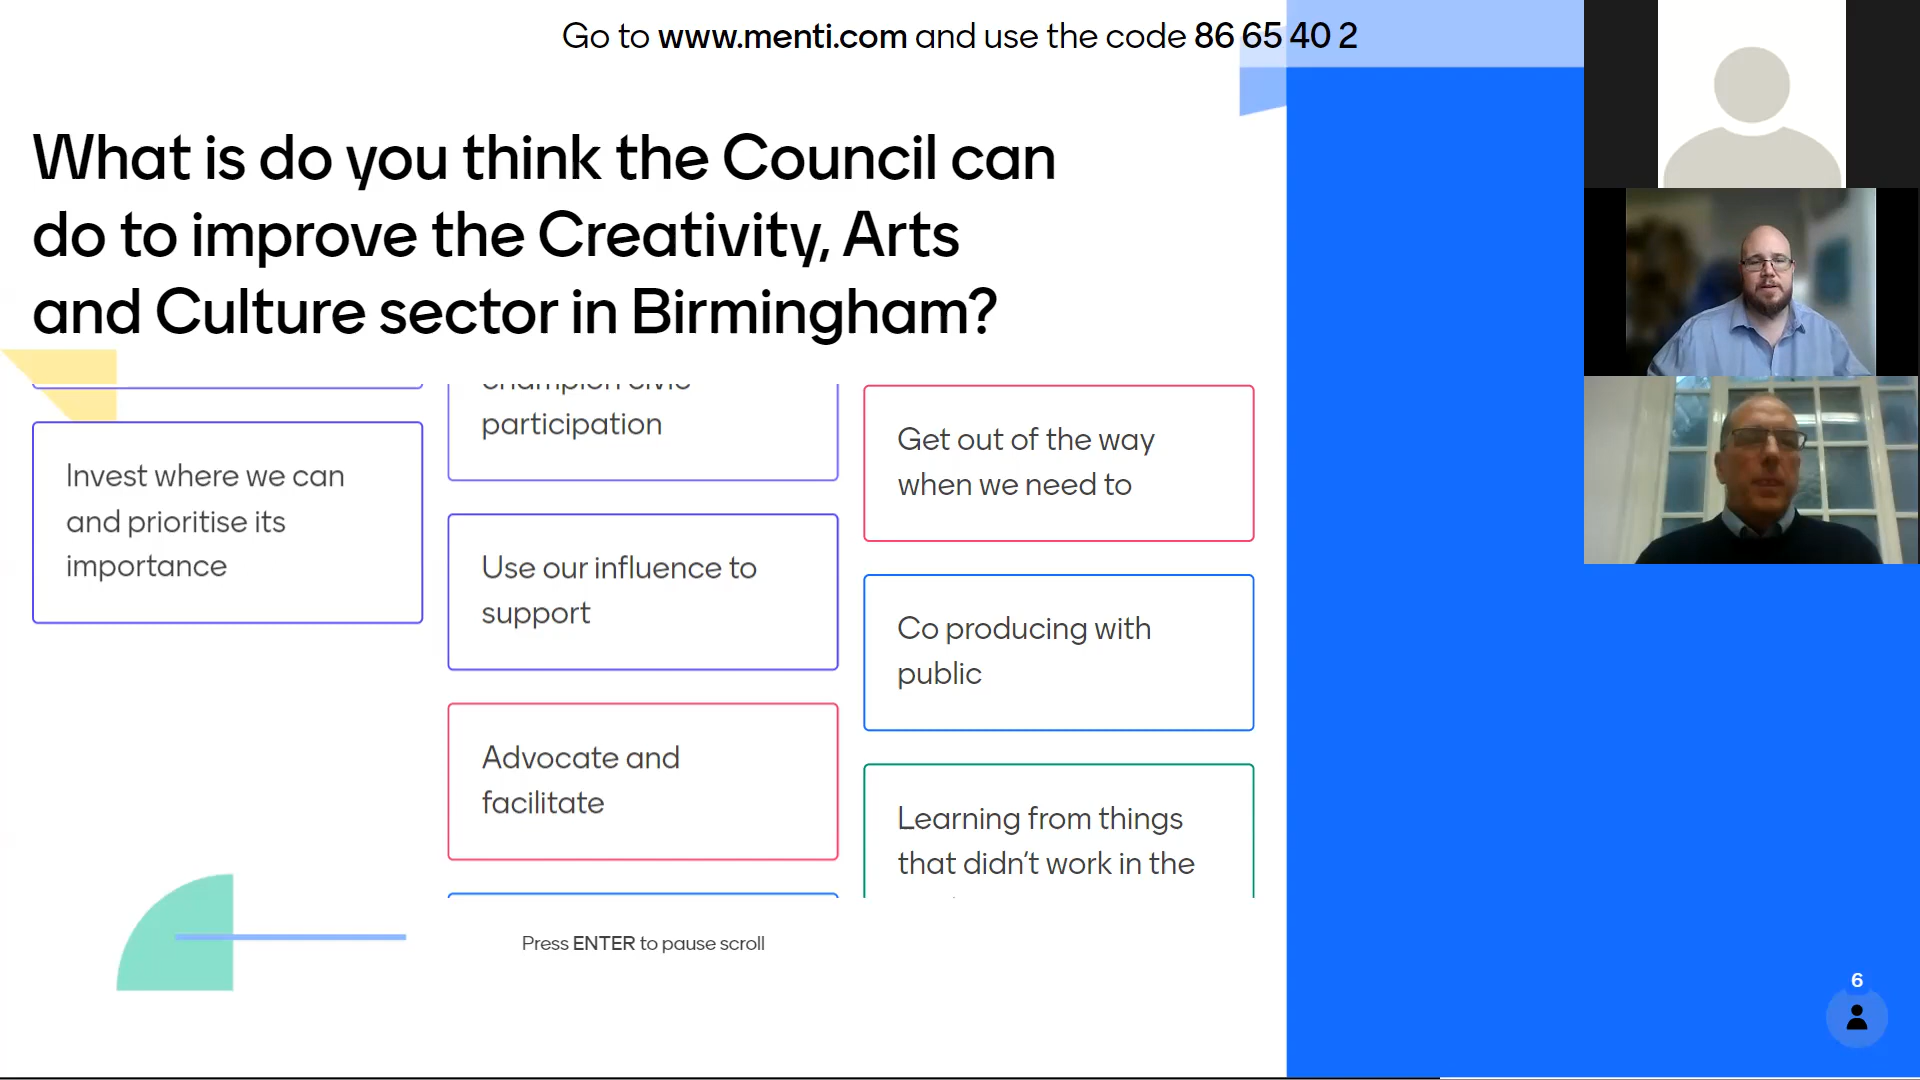 Go to www.menti.com and use the code 86 65 40 2
What is do you think the Council can
do to improve the Creativity, Arts
and Culture sector in Birmingham?
Invest where we can
and prioritise its
importance
champion civic
participation
Use our influence to
support
Advocate and
facilitate
Get out of the way
when we need to
Co producing with
public
Learning from things
that didn't work in the
Press ENTER to pause scroll
6